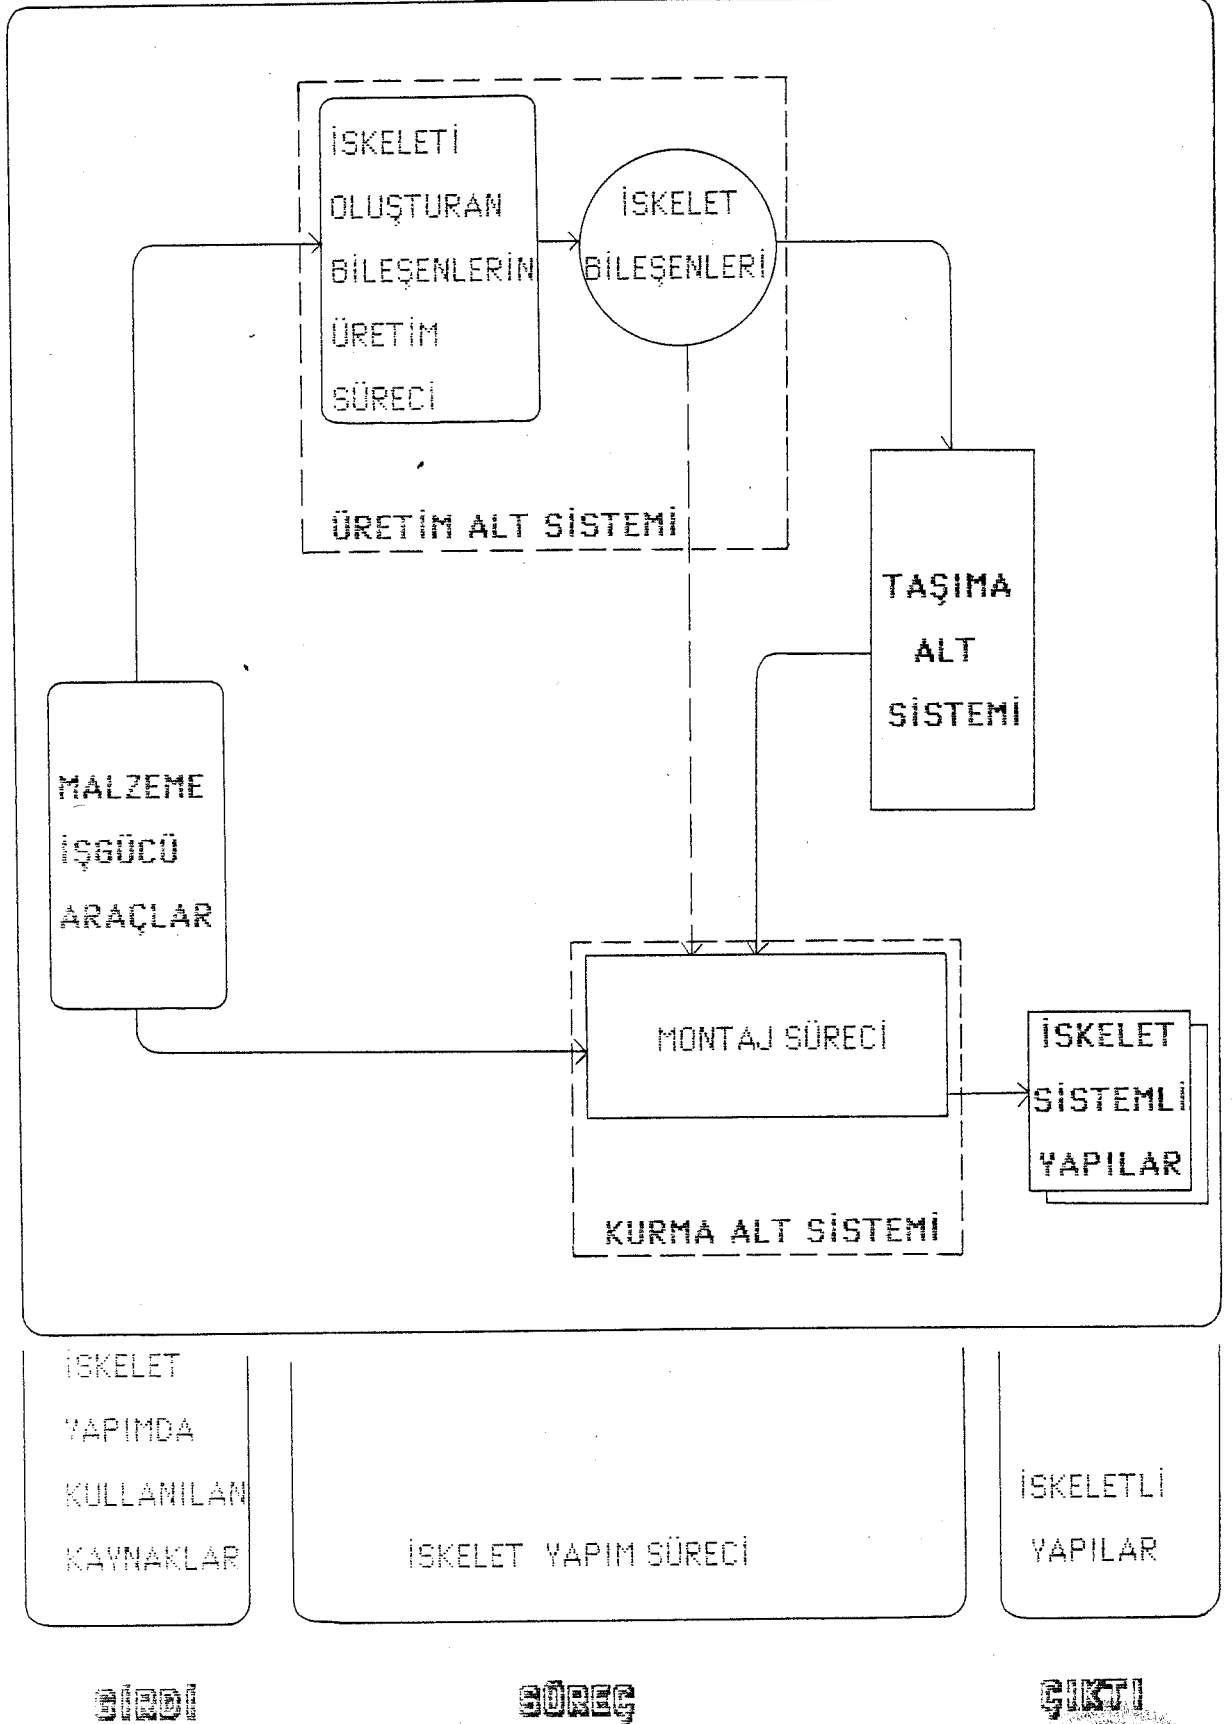 İSKELETİ
OLUŞTURAN
BİLEŞENLERİN
ÜRETİM
SÜRECİ
İSKELET
BİLEŞENLERİ
ÜRETİM ALT SİSTEMİ
TAŞIMA
ALT
SİSTEMİ
MALZEME
İŞGÜCÜ
ARAÇLAR
MONTAJ SÜRECİ
KURMA ALT SİSTEMİ
İSKELET
SİSTEMLİ
YAPILAR
İSKELET
YAPIMDA
KULLANILAN
KAYNAKLAR
İSKELET YAPIM SÜRECİ
İSKELETLİ
YAPILAR
GİRDİ
SÜREÇ
ÇIKTI